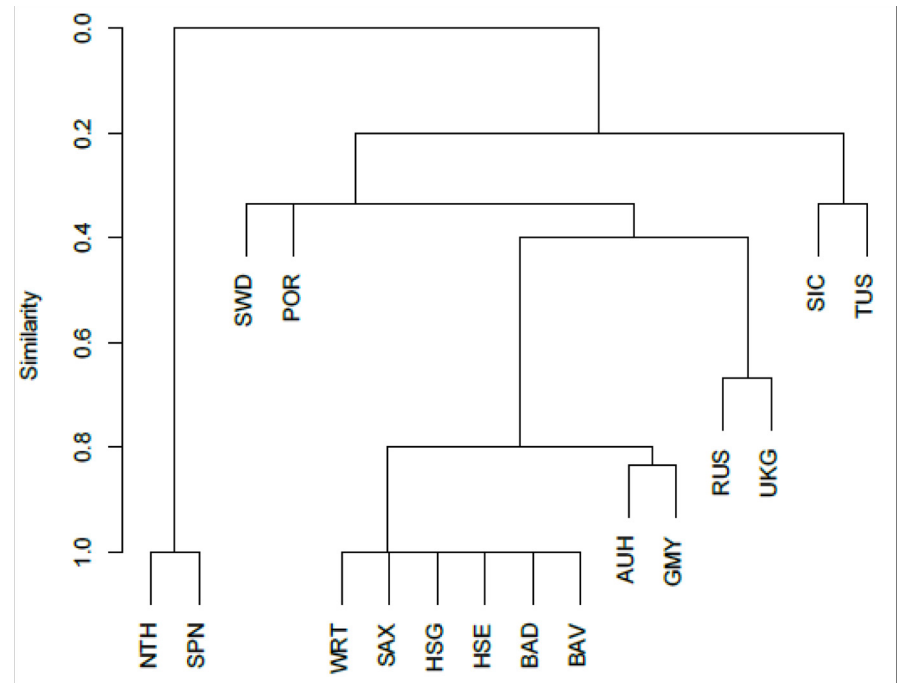 0.0
0.2
0.4
0.6
0.8
1.0
Similarity
SWD
POR
SIC
TUS
RUS
UKG
AUH
GMY
NTH
SPN
WRT
SAX
HSG
HSE
BAD
BAV